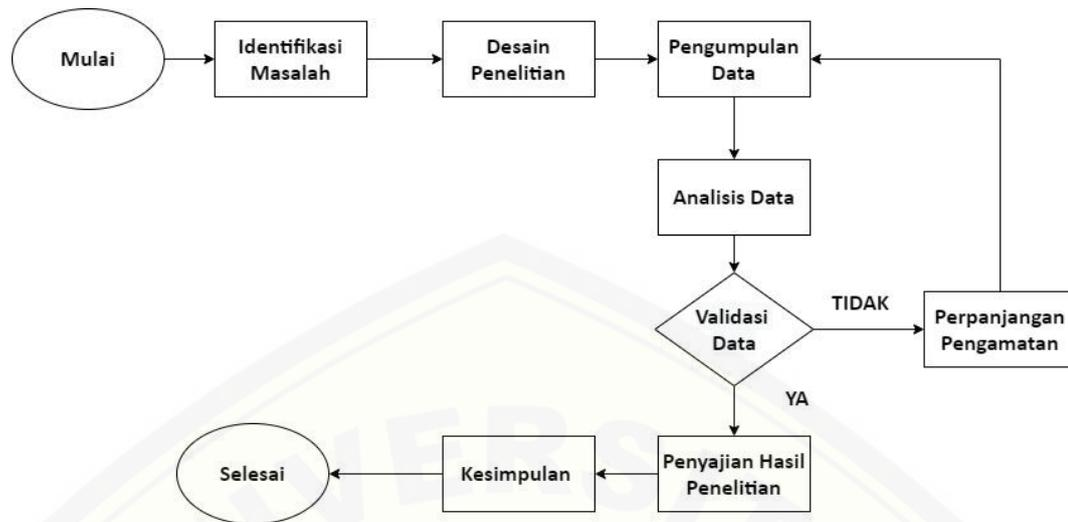 Mulai
Identifikasi
Masalah
Desain
Penelitian
Pengumpulan
Data
Analisis Data
Validasi
Data
TIDAK
Perpanjangan
Pengamatan
YA
Penyajian Hasil
Penelitian
Kesimpulan
Selesai